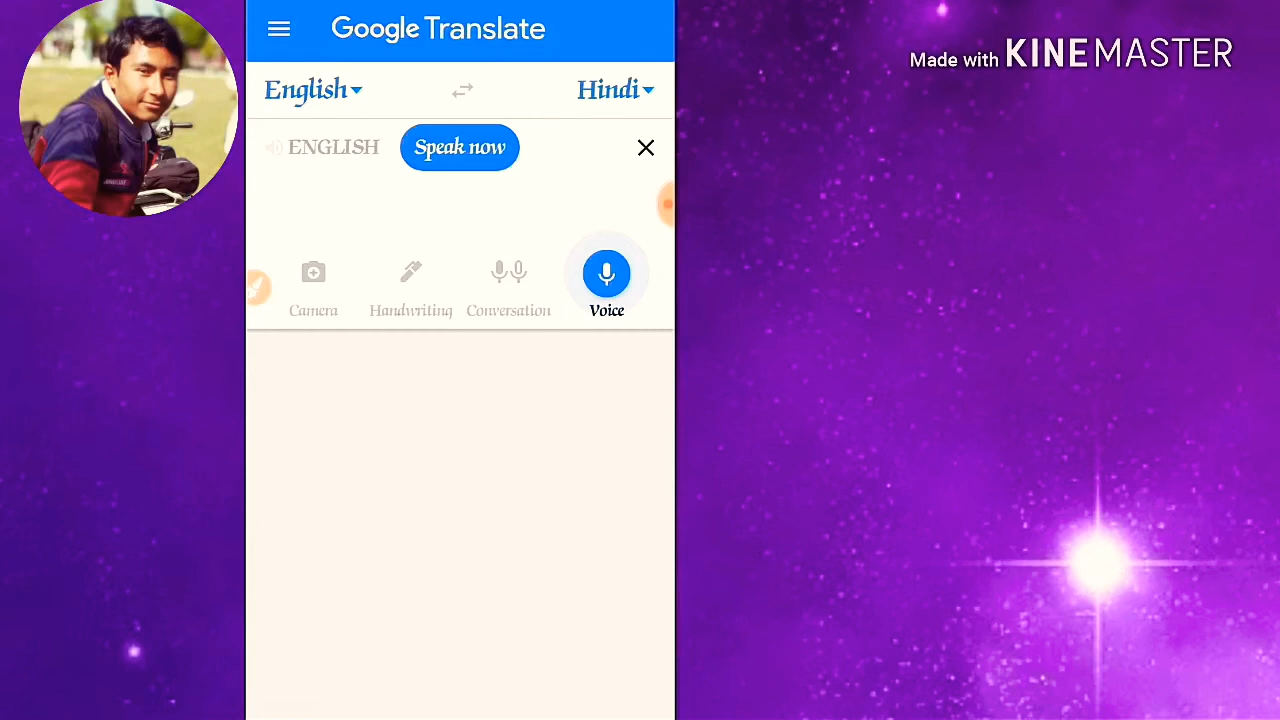 Google Translate
Made with KINEMASTER
English
Hindi
ENGLISH
Speak now
Camera
Handwriting
Conversation
Voice